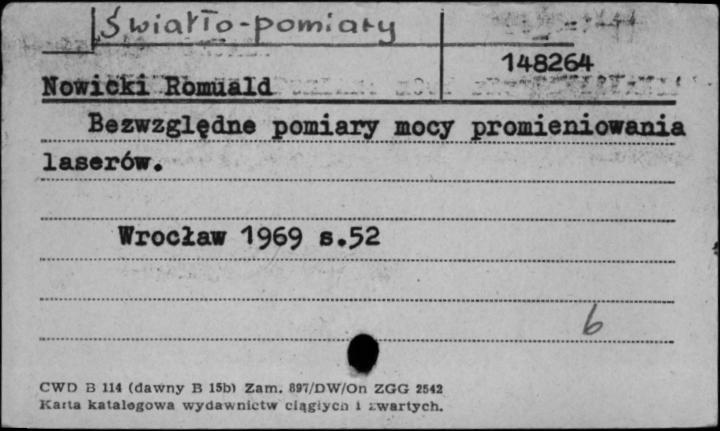 Światło-pomiary
148264
Nowicki Romuald
Bezwzględne pomiary mocy promieniowania
laserów.
Wrocław 1969 s.52
b
CWD B 114 (dawny B 15b) Zam. 897/DW/On ZGG 2542
Karta katalogowa wydawnictw ciągłych i zwartych.